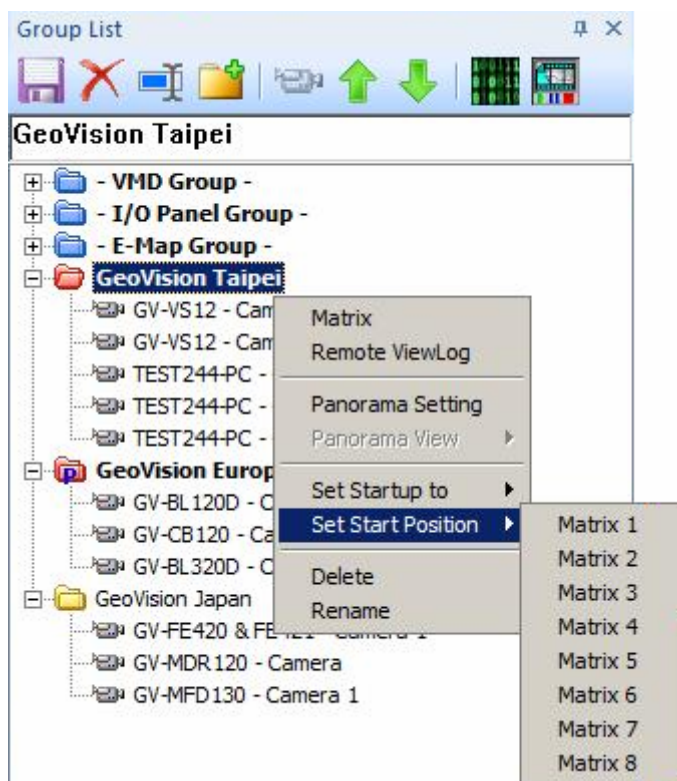 Group List
GeoVision Taipei
- VMD Group -
- I/O Panel Group -
- E-Map Group -
GeoVision Taipei
GV-VS12 - Cam
GV-VS12 - Cam
TEST244-PC -
TEST244-PC -
TEST244-PC -
GeoVision Europ
GV-BL120D - C
GV-CB120 - Ca
GV-BL320D - C
GeoVision Japan
GV-FE420 & FE421 - Camera 1
GV-MDR120 - Camera
GV-MFD130 - Camera 1
Matrix
Remote ViewLog
Panorama Setting
Panorama View
Set Startup to
Set Start Position
Delete
Rename
Matrix 1
Matrix 2
Matrix 3
Matrix 4
Matrix 5
Matrix 6
Matrix 7
Matrix 8